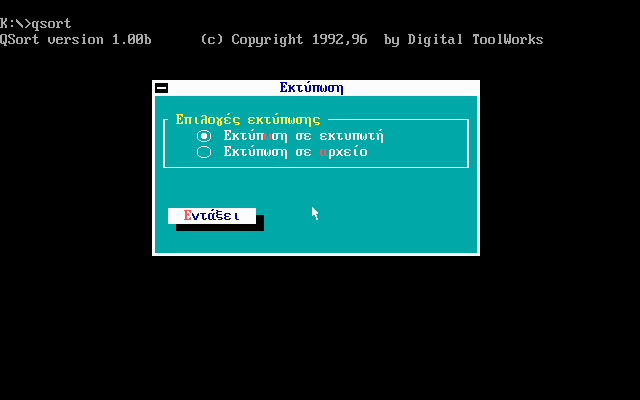 K:\>qsort
QSort version 1.00b (c) Copyright 1992,96 by Digital ToolWorks
Εκτύπωση
Επιλογές εκτύπωσης
Εκτύπωση σε εκτυπωτή
Εκτύπωση σε αρχείο
Εντάξει